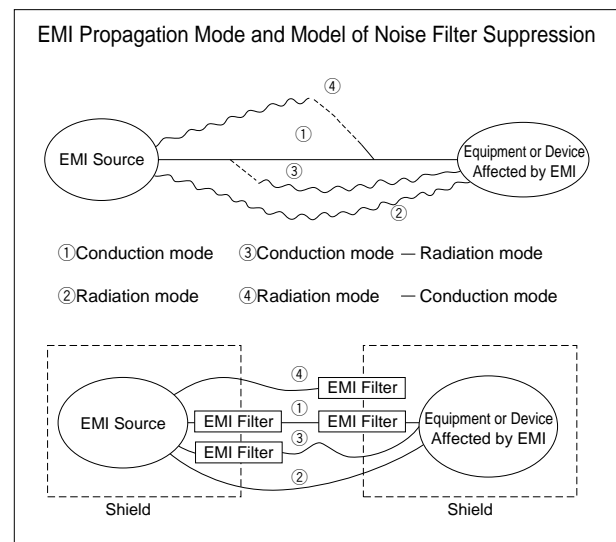 EMI Propagation Mode and Model of Noise Filter Suppression
④
①
EMI Source
Equipment or Device
Affected by EMI
③
②
①Conduction mode ③Conduction mode — Radiation mode
②Radiation mode ④Radiation mode — Conduction mode
④
EMI Filter
①
EMI Source
EMI Filter
EMI Filter
Equipment or Device
Affected by EMI
③
EMI Filter
②
Shield
Shield